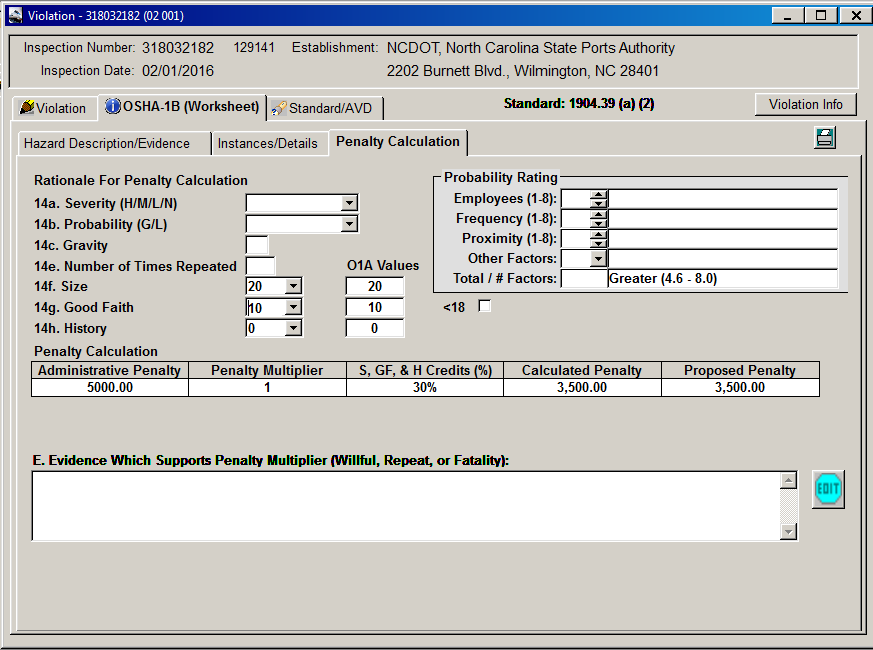 Violation - 318032182 (02 001)
Inspection Number: 318032182 129141 Establishment: NCDOT, North Carolina State Ports Authority
Inspection Date: 02/01/2016 2202 Burnett Blvd., Wilmington, NC 28401
Violation OSHA-1B (Worksheet) Standard/AVD Standard: 1904.39 (a) (2) Violation Info
Hazard Description/Evidence Instances/Details Penalty Calculation
Rationale For Penalty Calculation
14a. Severity (H/M/L/N)
14b. Probability (G/L)
14c. Gravity
14e. Number of Times Repeated O1A Values
14f. Size 20 20
14g. Good Faith 10 10
14h. History 0 0
Probability Rating
Employees (1-8):
Frequency (1-8):
Proximity (1-8):
Other Factors:
Total / # Factors: Greater (4.6 - 8.0)
<18
Penalty Calculation
Administrative Penalty Penalty Multiplier S, GF, & H Credits (%) Calculated Penalty Proposed Penalty
5000.00 1 30% 3,500.00 3,500.00
E. Evidence Which Supports Penalty Multiplier (Willful, Repeat, or Fatality):
EDIT